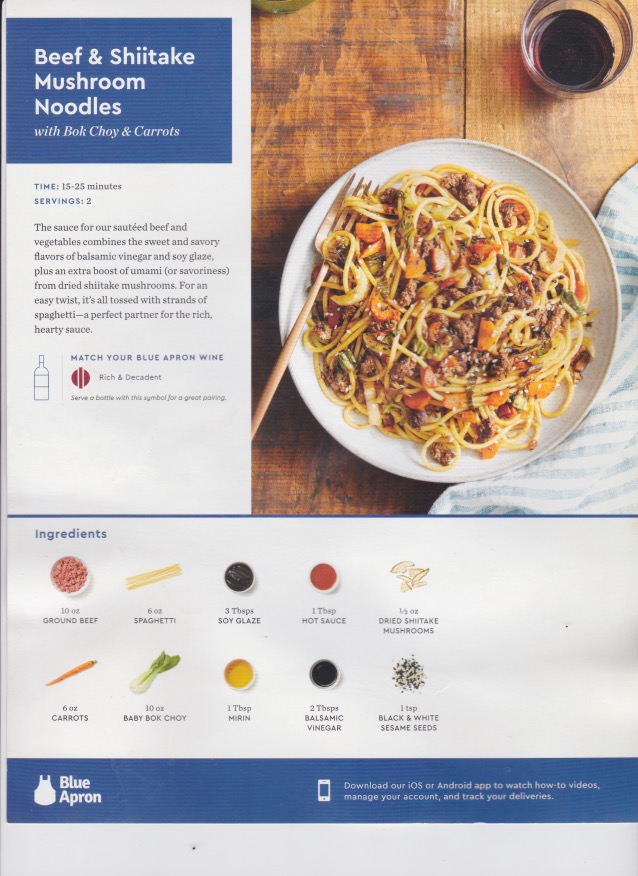 Beef & Shiitake
Mushroom
Noodles
with Bok Choy & Carrots
TIME: 15-25 minutes
SERVINGS: 2
The sauce for our sautéed beef and
vegetables combines the sweet and savory
flavors of balsamic vinegar and soy glaze,
plus an extra boost of umami (or savoriness)
from dried shiitake mushrooms. For an
easy twist, it's all tossed with strands of
spaghetti—a perfect partner for the rich,
hearty sauce.
MATCH YOUR BLUE APRON WINE
Rich & Decadent
Serve a bottle with this symbol for a great pairing.
Ingredients
10 oz
GROUND BEEF
6 oz
SPAGHETTI
3 Tbsps
SOY GLAZE
1 Tbsp
HOT SAUCE
1/2 oz
DRIED SHIITAKE
MUSHROOMS
6 oz
CARROTS
10 oz
BABY BOK CHOY
1 Tbsp
MIRIN
2 Tbsps
BALSAMIC
VINEGAR
1 tsp
BLACK & WHITE
SESAME SEEDS
Blue
Apron
Download our iOS or Android app to watch how-to videos,
manage your account, and track your deliveries.